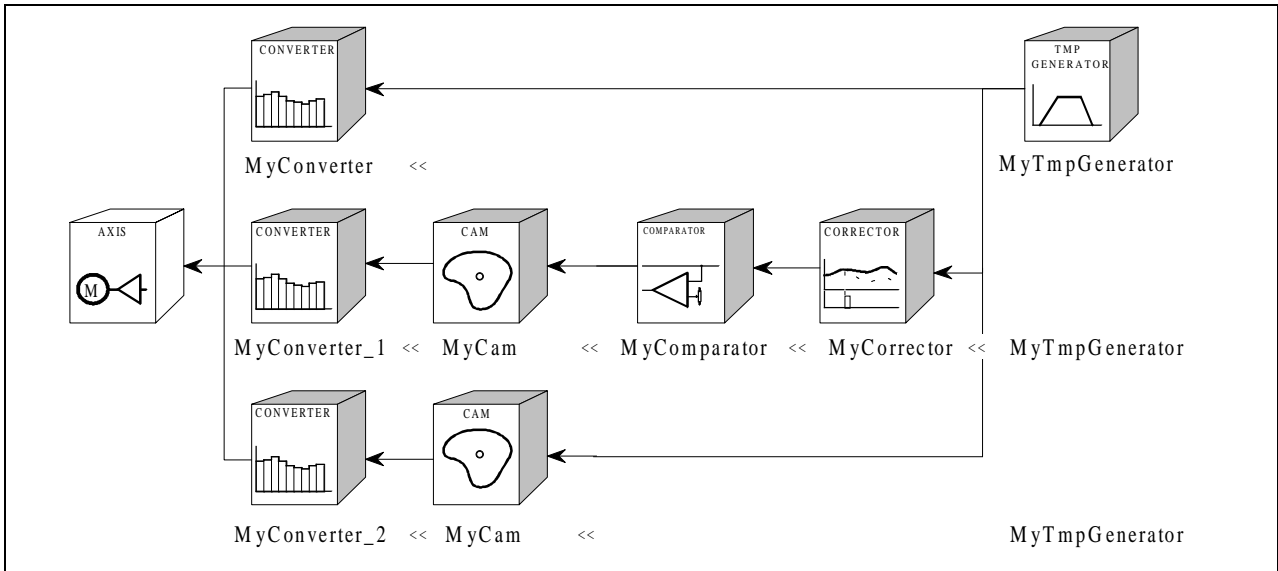 CONVERTER
TMP
GENERATOR
MyConverter <<
MyTmpGenerator
AXIS
CONVERTER
CAM
COMPARATOR
CORRECTOR
M
MyConverter_1 << MyCam << MyComparator << MyCorrector << MyTmpGenerator
CONVERTER
CAM
MyConverter_2 << MyCam << MyTmpGenerator